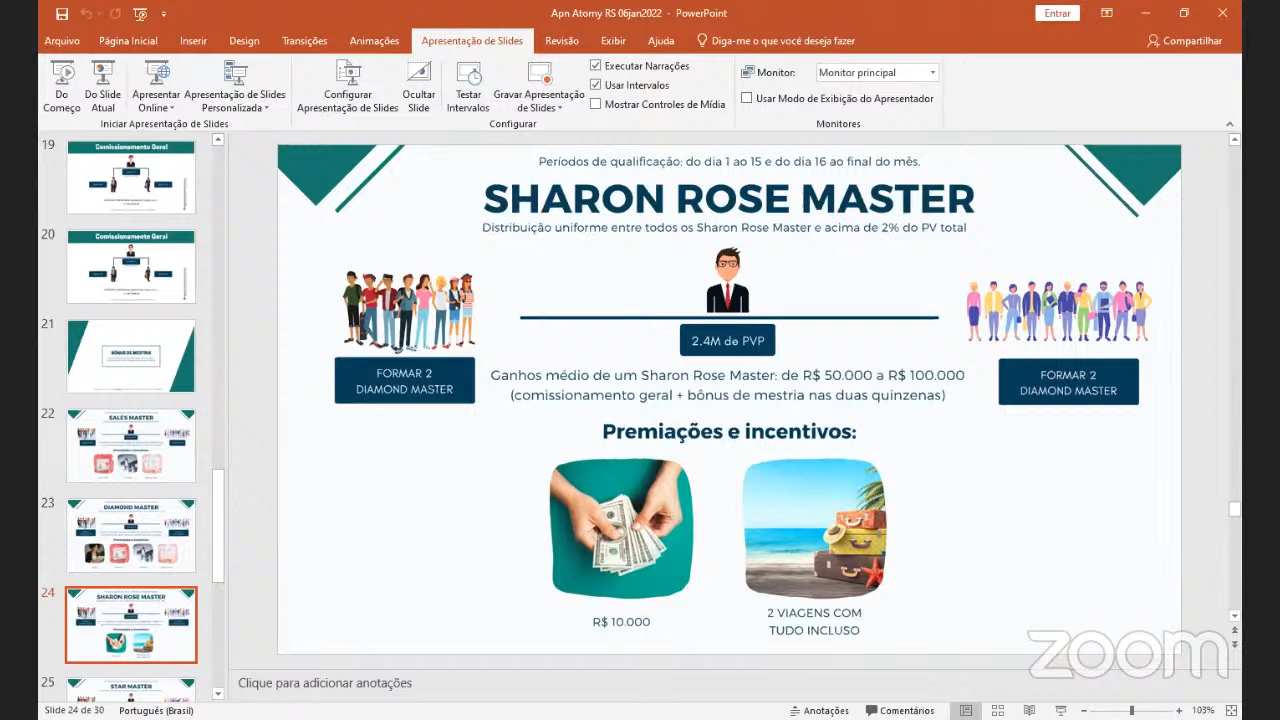 Apn Atomy RS 06jan2022 - PowerPoint
Entrar
Arquivo
Página Inicial
Inserir
Design
Transições
Animações
Apresentação de Slides
Revisão
Exibir
Ajuda
Diga-me o que você deseja fazer
Compartilhar
Do Começo
Do Slide Atual
Apresentar Online
Apresentação de Slides Personalizada
Iniciar Apresentação de Slides
Configurar Apresentação de Slides
Ocultar Slide
Testar Intervalos
Gravar Apresentação de Slides
Executar Narrações
Usar Intervalos
Mostrar Controles de Mídia
Configurar
Monitor:
Monitor principal
Usar Modo de Exibição do Apresentador
Monitores
19
Comissionamento Geral
20
Comissionamento Geral
21
BÔNUS DE MESTRIA
22
SALES MASTER
23
DIAMOND MASTER
24
SHARON ROSE MASTER
25
STAR MASTER
Períodos de qualificação: do dia 1 ao 15 e do dia 16 ao final do mês.
SHARON ROSE MASTER
Distribuição uniforme entre todos os Sharon Rose Master e acima de 2% do PV total
2.4M de PVP
FORMAR 2
DIAMOND MASTER
Ganhos médio de um Sharon Rose Master: de R$ 50.000 a R$ 100.000
(comissionamento geral + bônus de mestria nas duas quinzenas)
FORMAR 2
DIAMOND MASTER
Premiações e incentivos:
R$ 10.000
2 VIAGENS COM
TUDO INCLUSO
zoom
Clique para adicionar anotações
Slide 24 de 30
Português (Brasil)
Anotações
Comentários
103%